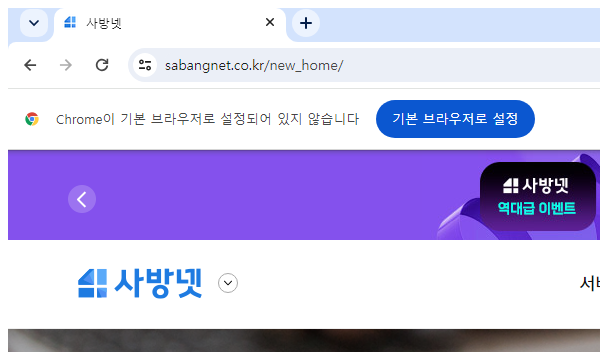 사방넷
sabangnet.co.kr/new_home/
Chrome이 기본 브라우저로 설정되어 있지 않습니다
기본 브라우저로 설정
사방넷
역대급 이벤트
사방넷